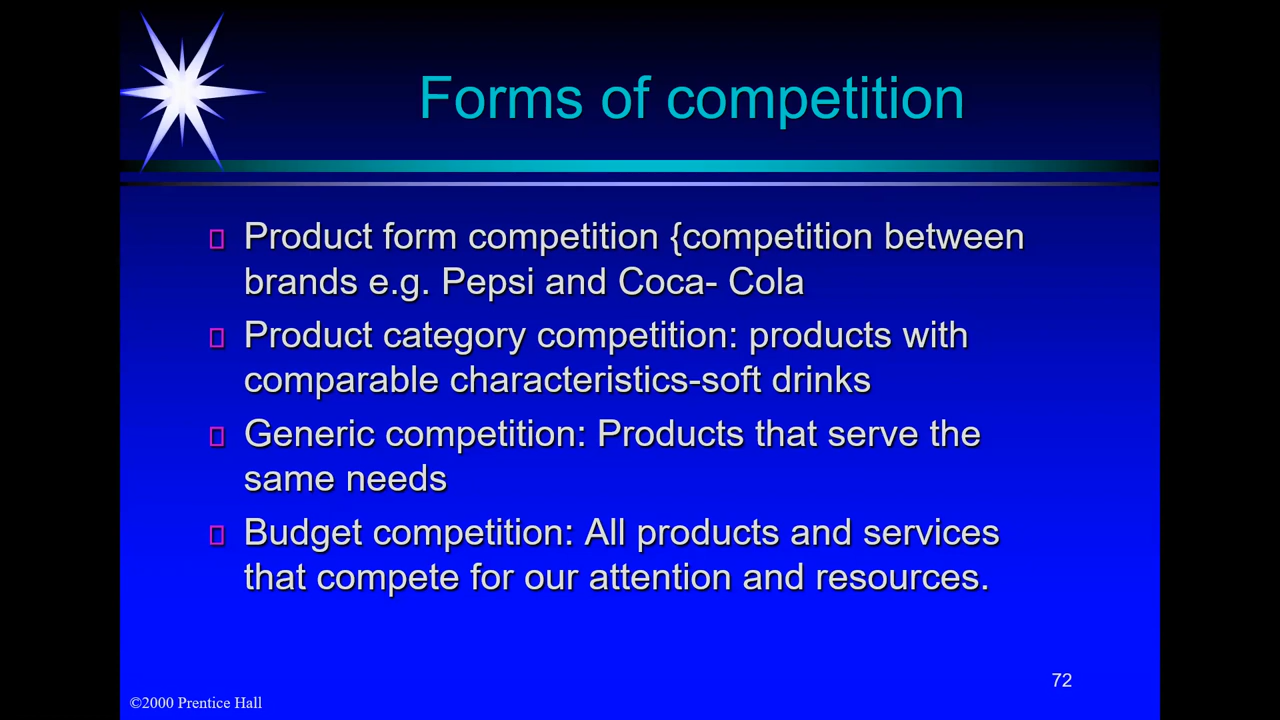 Forms of competition
Product form competition {competition between
brands e.g. Pepsi and Coca- Cola
Product category competition: products with
comparable characteristics-soft drinks
Generic competition: Products that serve the
same needs
Budget competition: All products and services
that compete for our attention and resources.
72
©2000 Prentice Hall